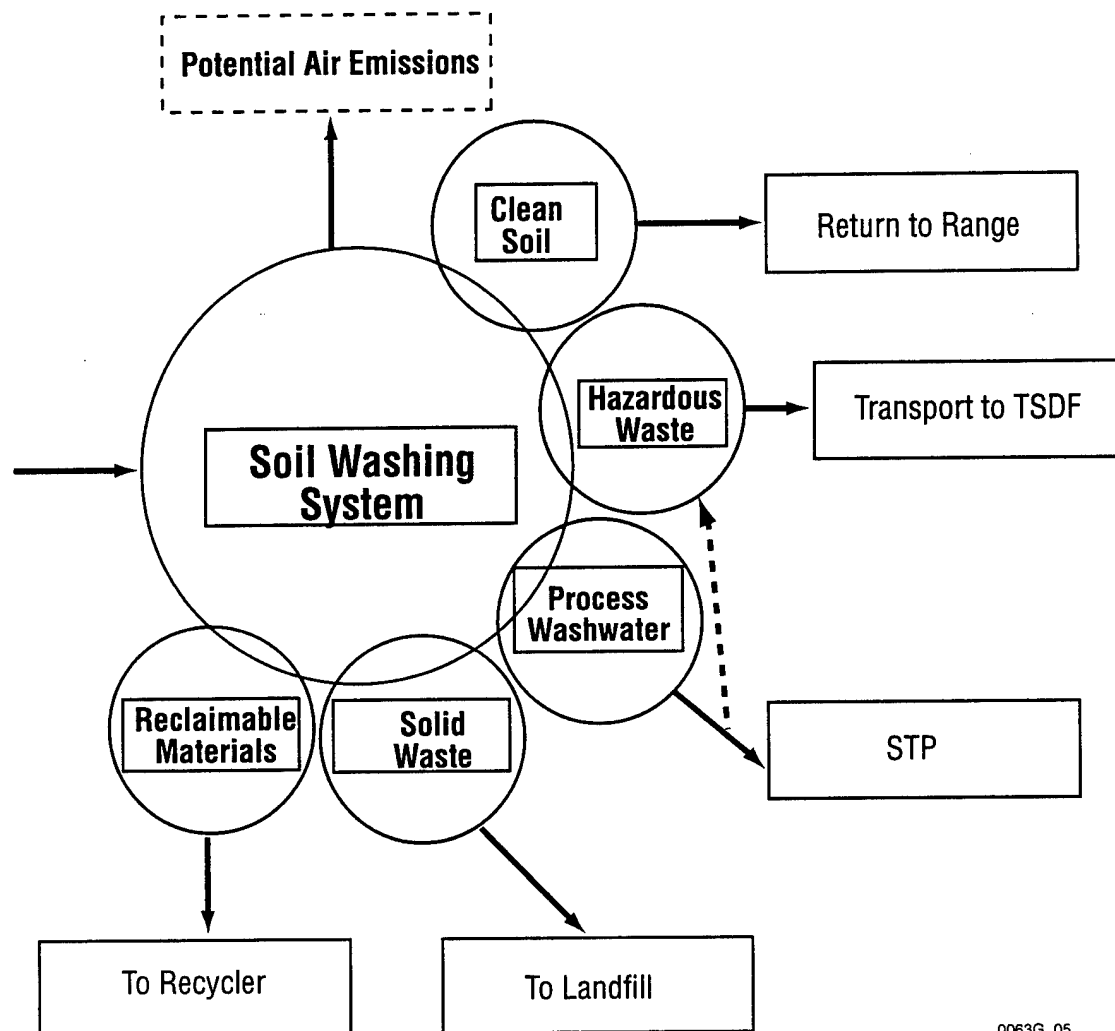 Potential Air Emissions
Clean
Soil
Return to Range
Hazardous
Waste
Transport to TSDF
Soil Washing
System
Process
Washwater
Reclaimable
Materials
Solid
Waste
STP
To Recycler
To Landfill
0063G_05